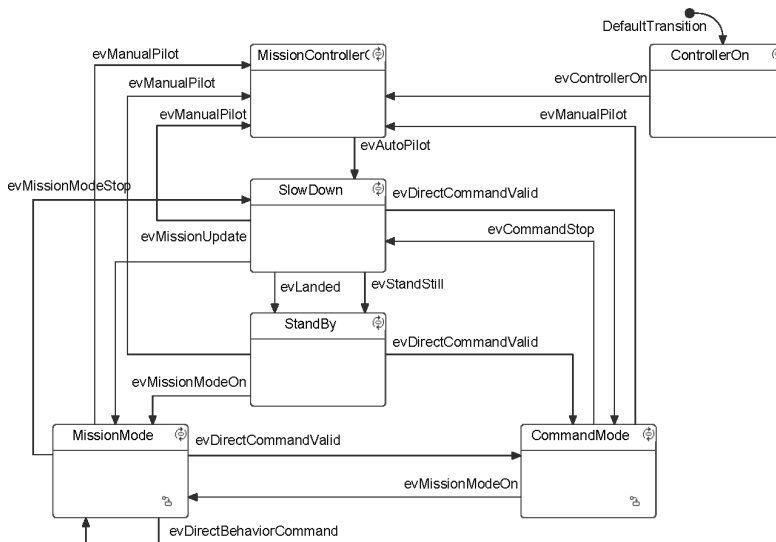 DefaultTransition
evManualPilot
MissionController
ControllerOn
evManualPilot
evControllerOn
evManualPilot
evManualPilot
evAutoPilot
evMissionModeStop
SlowDown
evDirectCommandValid
evMissionUpdate
evCommandStop
evLanded
evStandStill
StandBy
evDirectCommandValid
evMissionModeOn
MissionMode
evDirectCommandValid
CommandMode
evMissionModeOn
evDirectBehaviorCommand